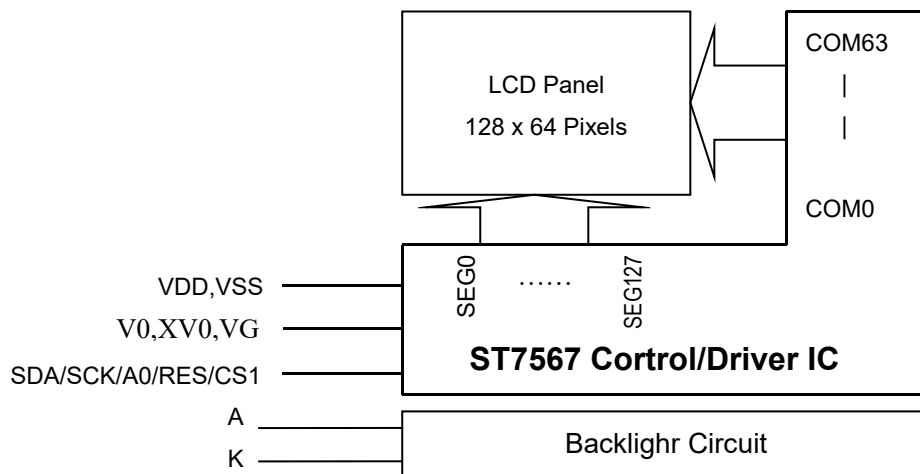 LCD Panel
128 x 64 Pixels
COM63
|
|
COM0
SEG0
......
SEG127
VDD,VSS
V0,XV0,VG
SDA/SCK/A0/RES/CS1
ST7567 Cortrol/Driver IC
A
K
Backlighr Circuit